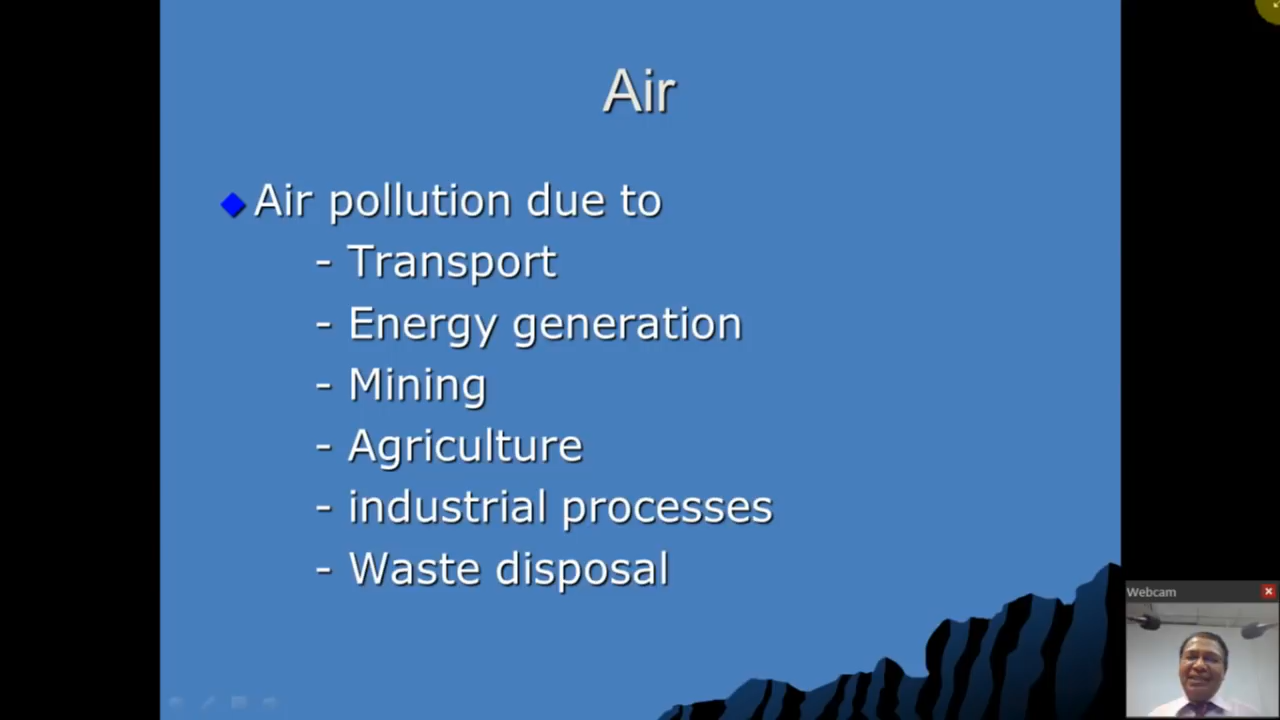 Air
Air pollution due to
- Transport
- Energy generation
- Mining
- Agriculture
- industrial processes
- Waste disposal
Webcam